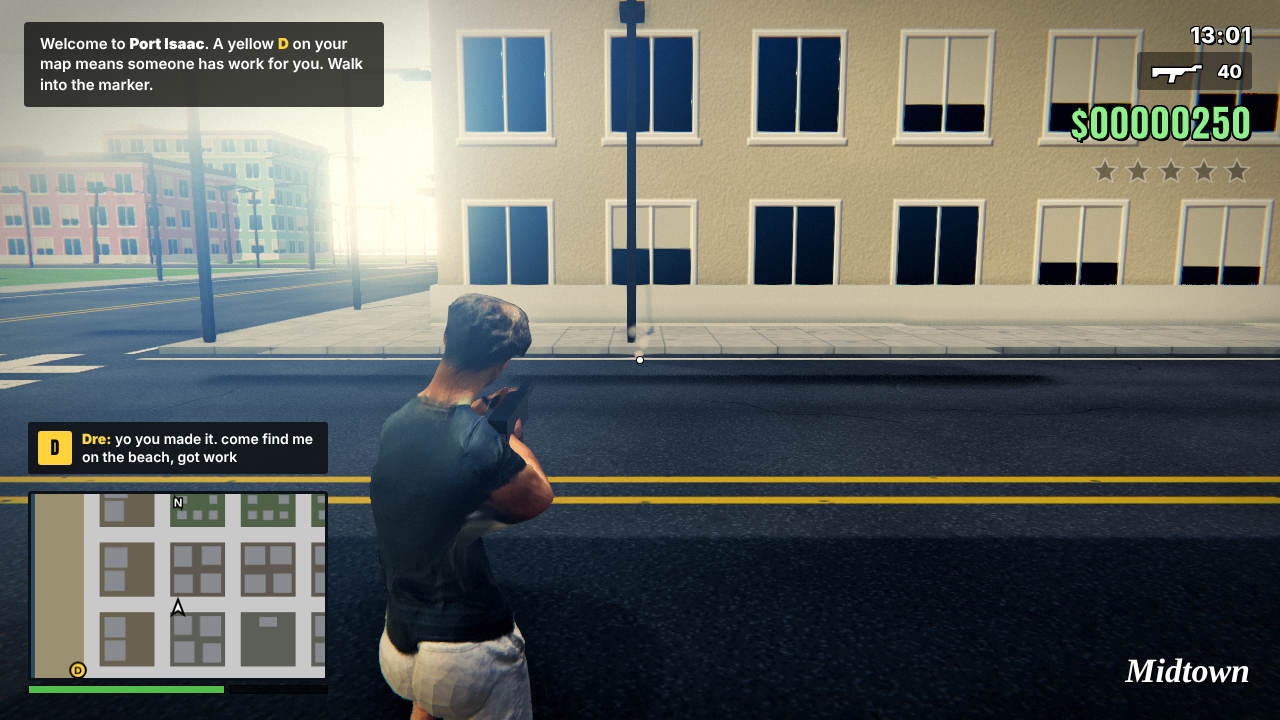 Welcome to Port Isaac. A yellow D on your
map means someone has work for you. Walk
into the marker.
13:01
40
$00000250
D
Dre: yo you made it. come find me
on the beach, got work
N
D
Midtown